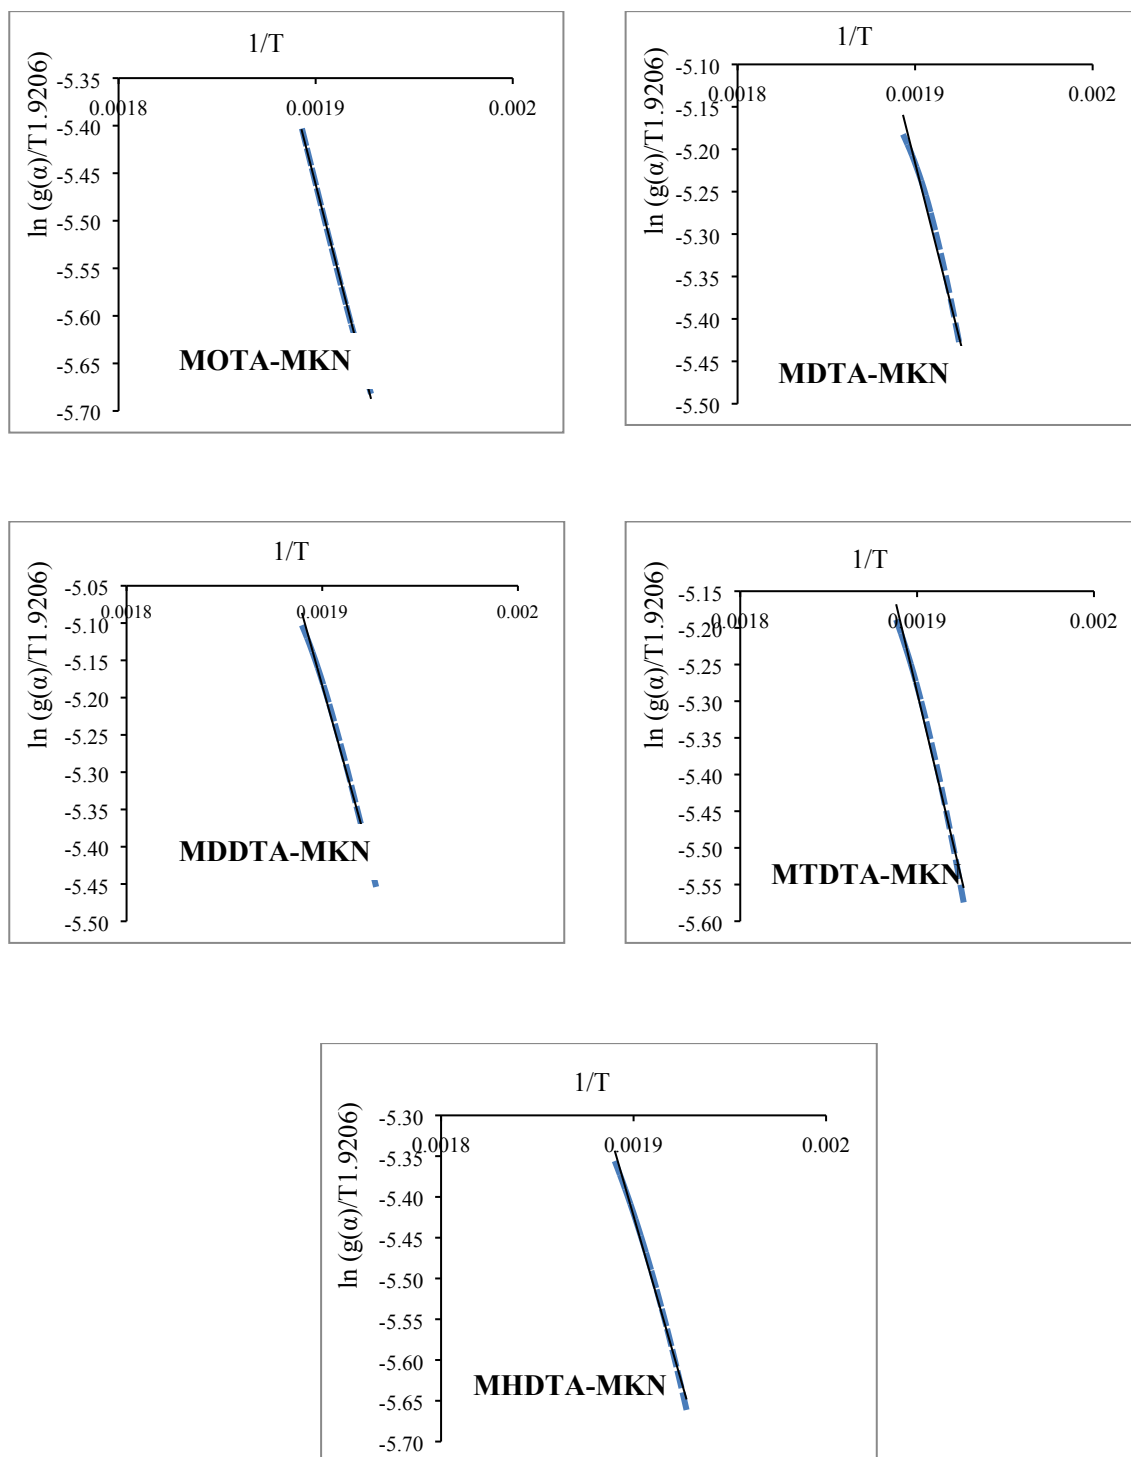 1/T
-5.35
0.0018 0.0019 0.002
-5.40
-5.45
-5.50
-5.55
-5.60
-5.65
-5.70
ln (g(α)/T1.9206)
MOTA-MKN
1/T
-5.10
0.0018 0.0019 0.002
-5.15
-5.20
-5.25
-5.30
-5.35
-5.40
-5.45
-5.50
ln (g(α)/T1.9206)
MDTA-MKN
1/T
-5.05
0.0018 0.0019 0.002
-5.10
-5.15
-5.20
-5.25
-5.30
-5.35
-5.40
-5.45
-5.50
ln (g(α)/T1.9206)
MDDTA-MKN
1/T
-5.15
0.0018 0.0019 0.002
-5.20
-5.25
-5.30
-5.35
-5.40
-5.45
-5.50
-5.55
-5.60
ln (g(α)/T1.9206)
MTDTA-MKN
1/T
-5.30
0.0018 0.0019 0.002
-5.35
-5.40
-5.45
-5.50
-5.55
-5.60
-5.65
-5.70
ln (g(α)/T1.9206)
MHDTA-MKN